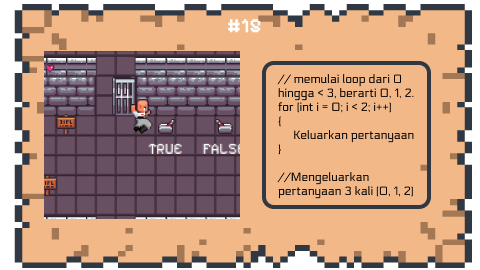 #18
TRUE
FALSE
// memulai loop dari 0
hingga < 3, berarti 0, 1, 2.
for (int i = 0; i < 2; i++)
{
Keluarkan pertanyaan
}
//Mengeluarkan
pertanyaan 3 kali (0, 1, 2)